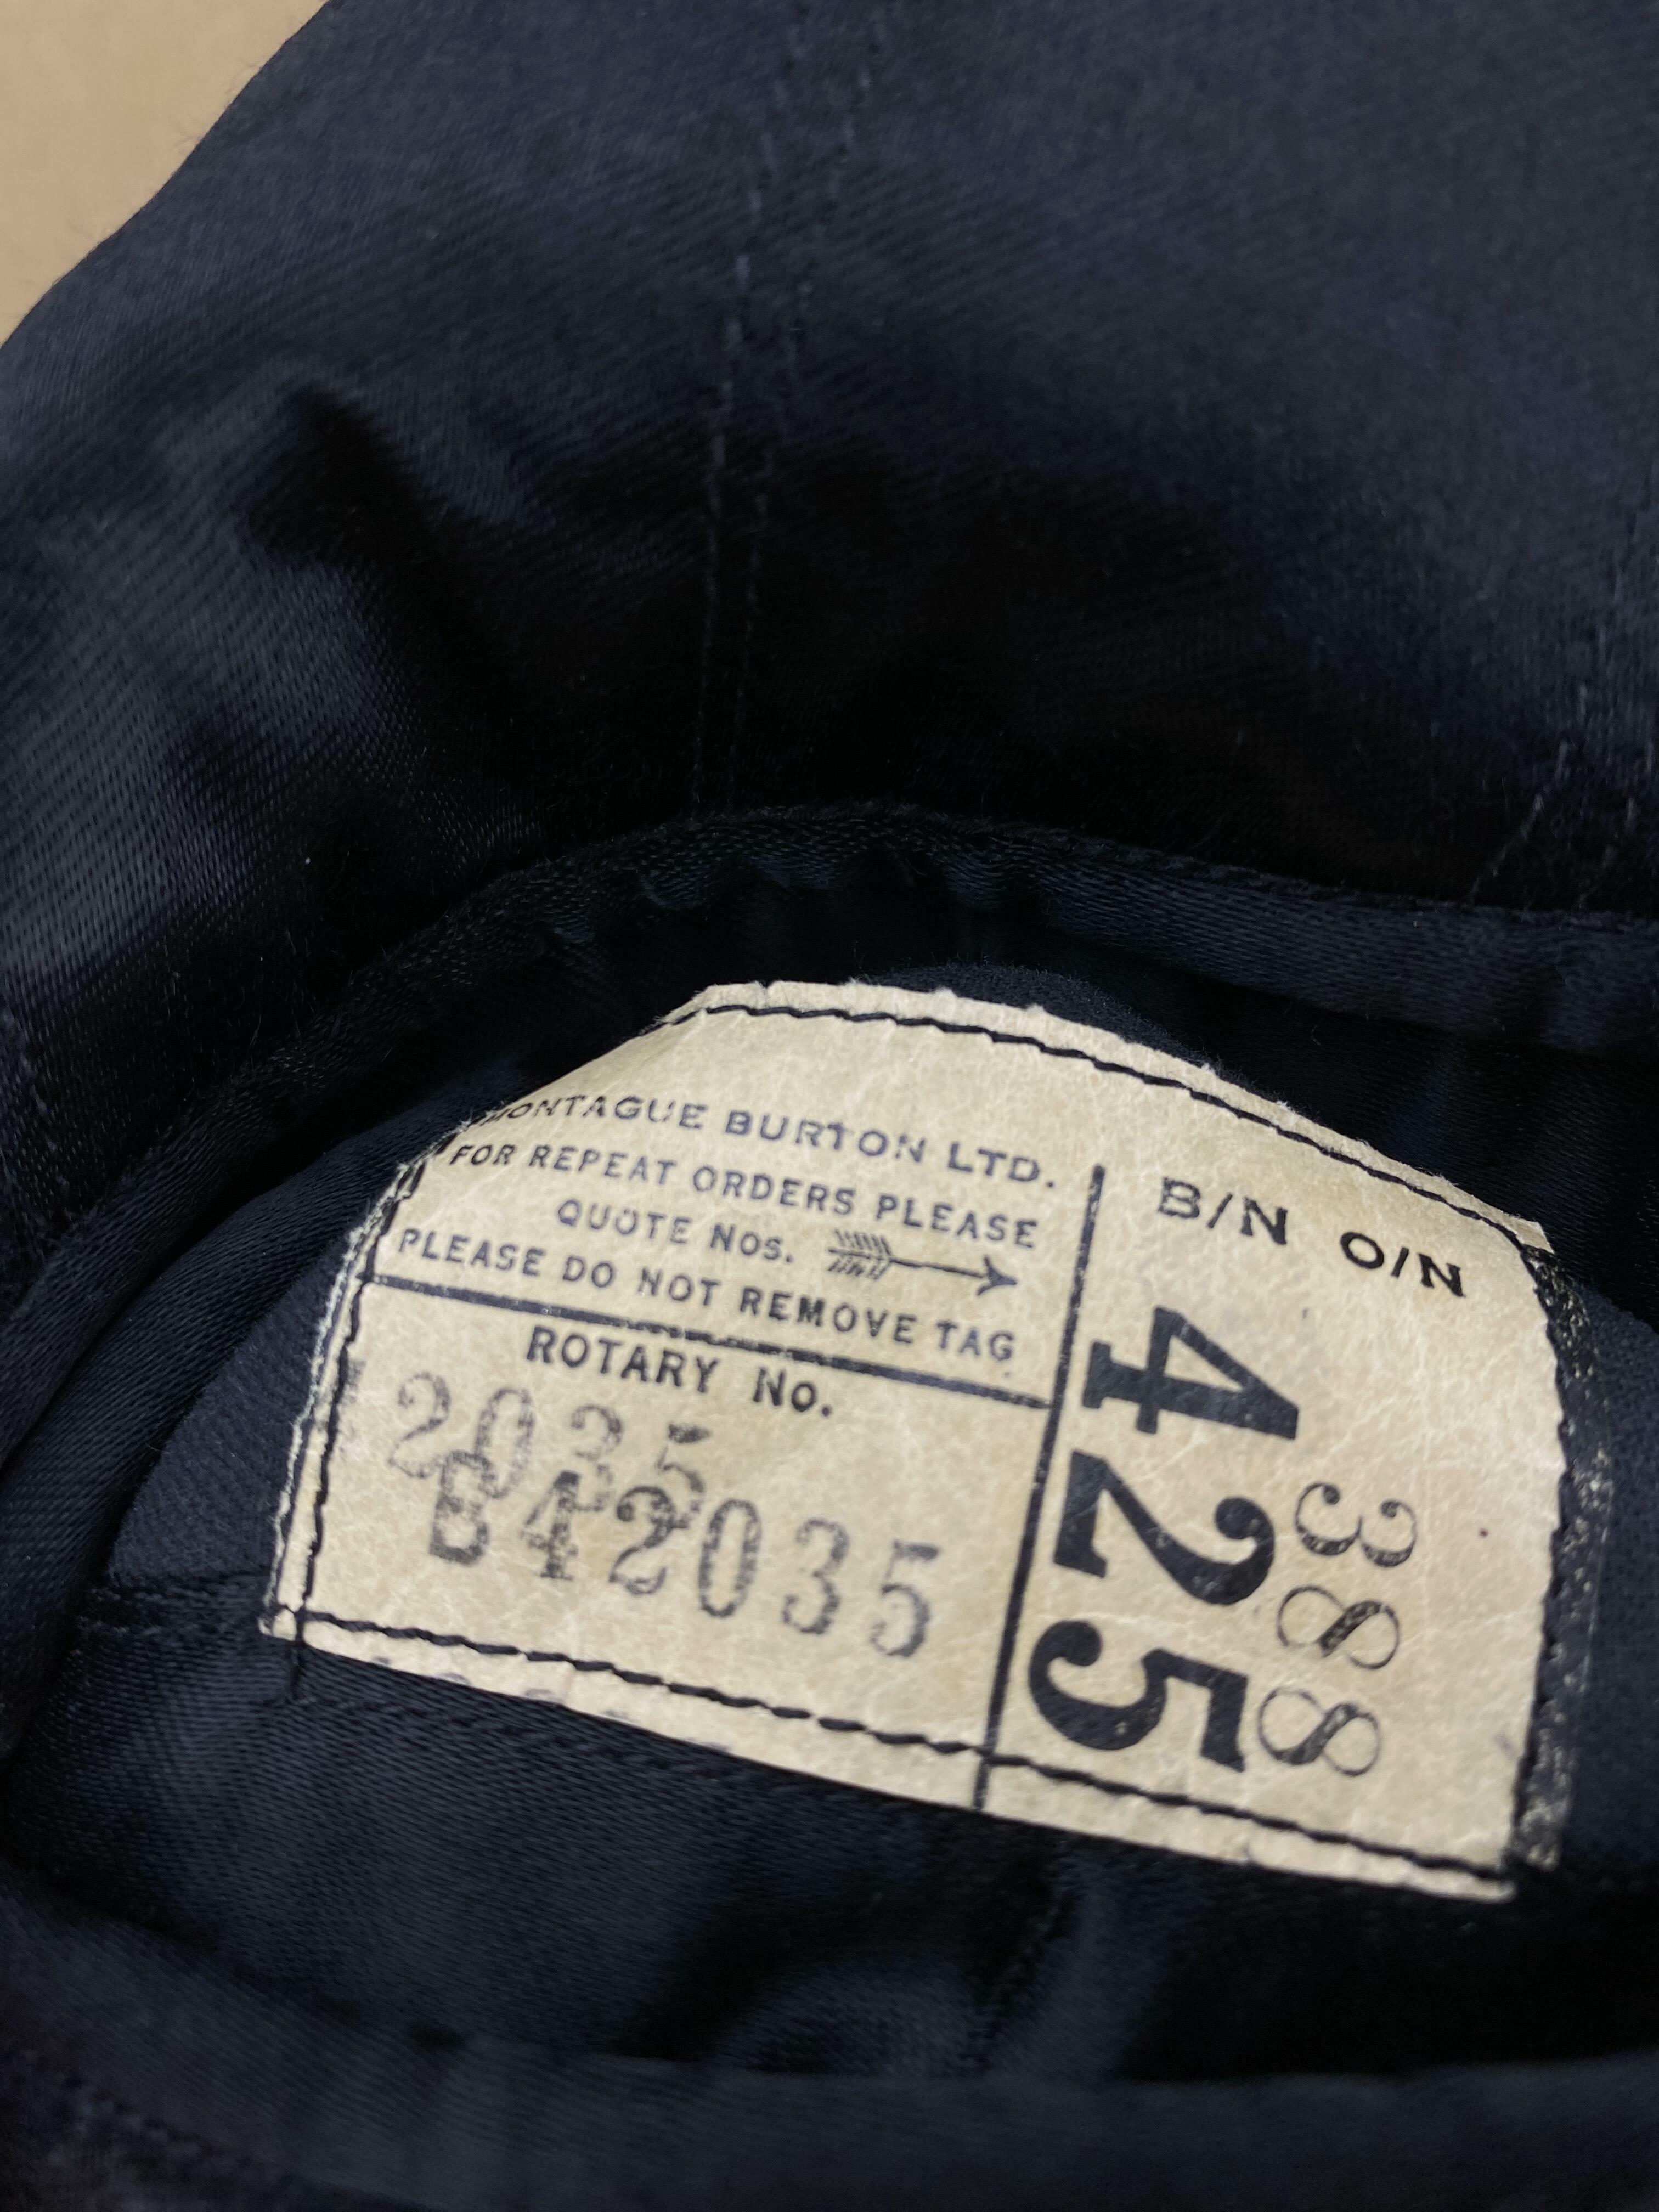 MONTAGUE BURTON LTD.
FOR REPEAT ORDERS PLEASE
QUOTE NOS.
PLEASE DO NOT REMOVE TAG
ROTARY No.
2035
B42035
B/N O/N
425
388